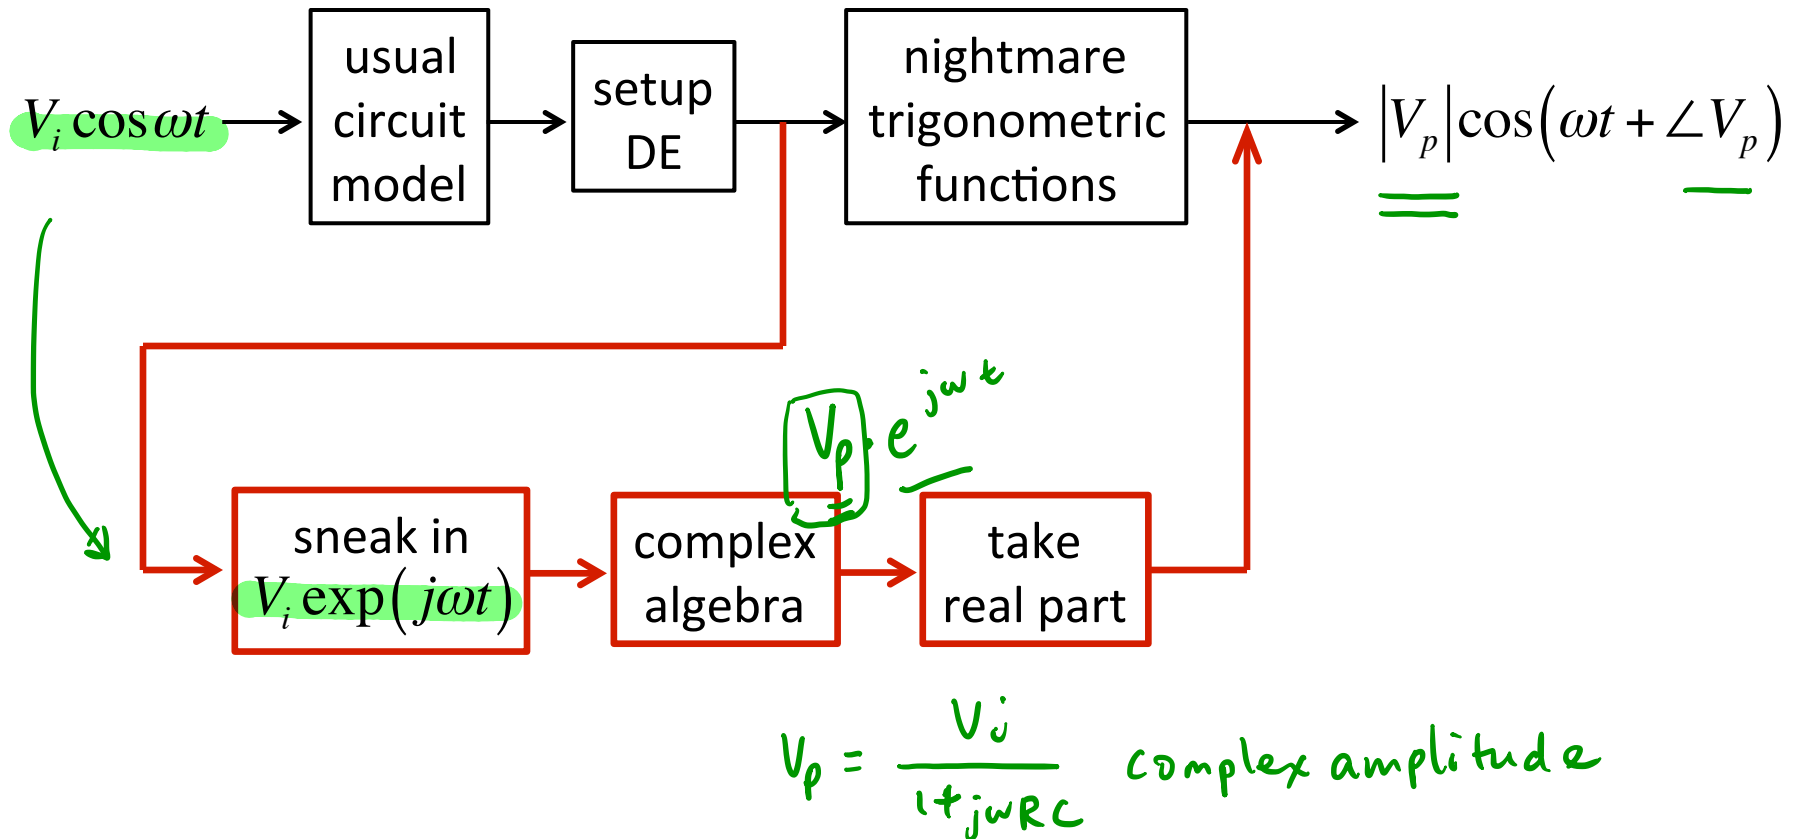 V_i cos ωt
usual
circuit
model
setup
DE
nightmare
trigonometric
functions
|V_p| cos(ωt + ∠V_p)
V_p · e^{jωt}
sneak in
V_i exp(jωt)
complex
algebra
take
real part
V_p = V_i / (1 + jωRC) complex amplitude